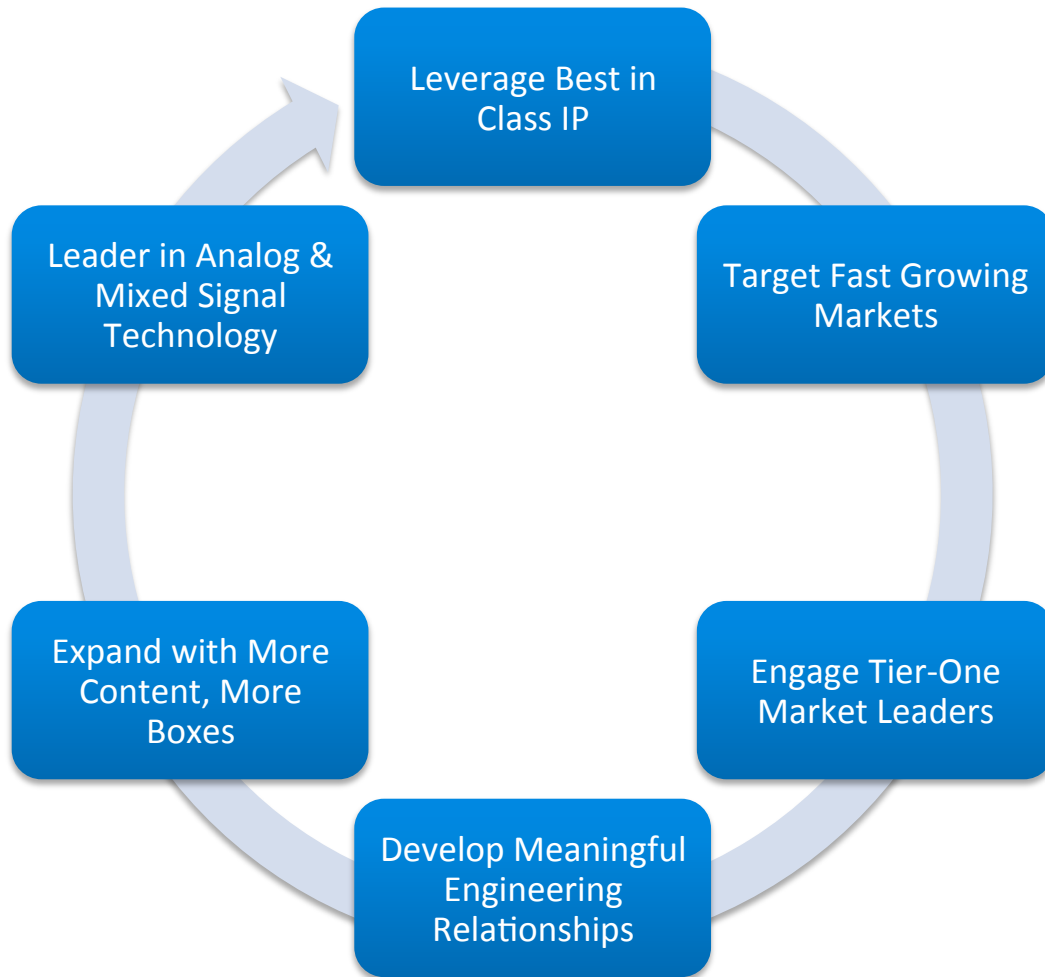 Leverage Best in
Class IP
Target Fast Growing
Markets
Engage Tier-One
Market Leaders
Develop Meaningful
Engineering
Relationships
Expand with More
Content, More
Boxes
Leader in Analog &
Mixed Signal
Technology